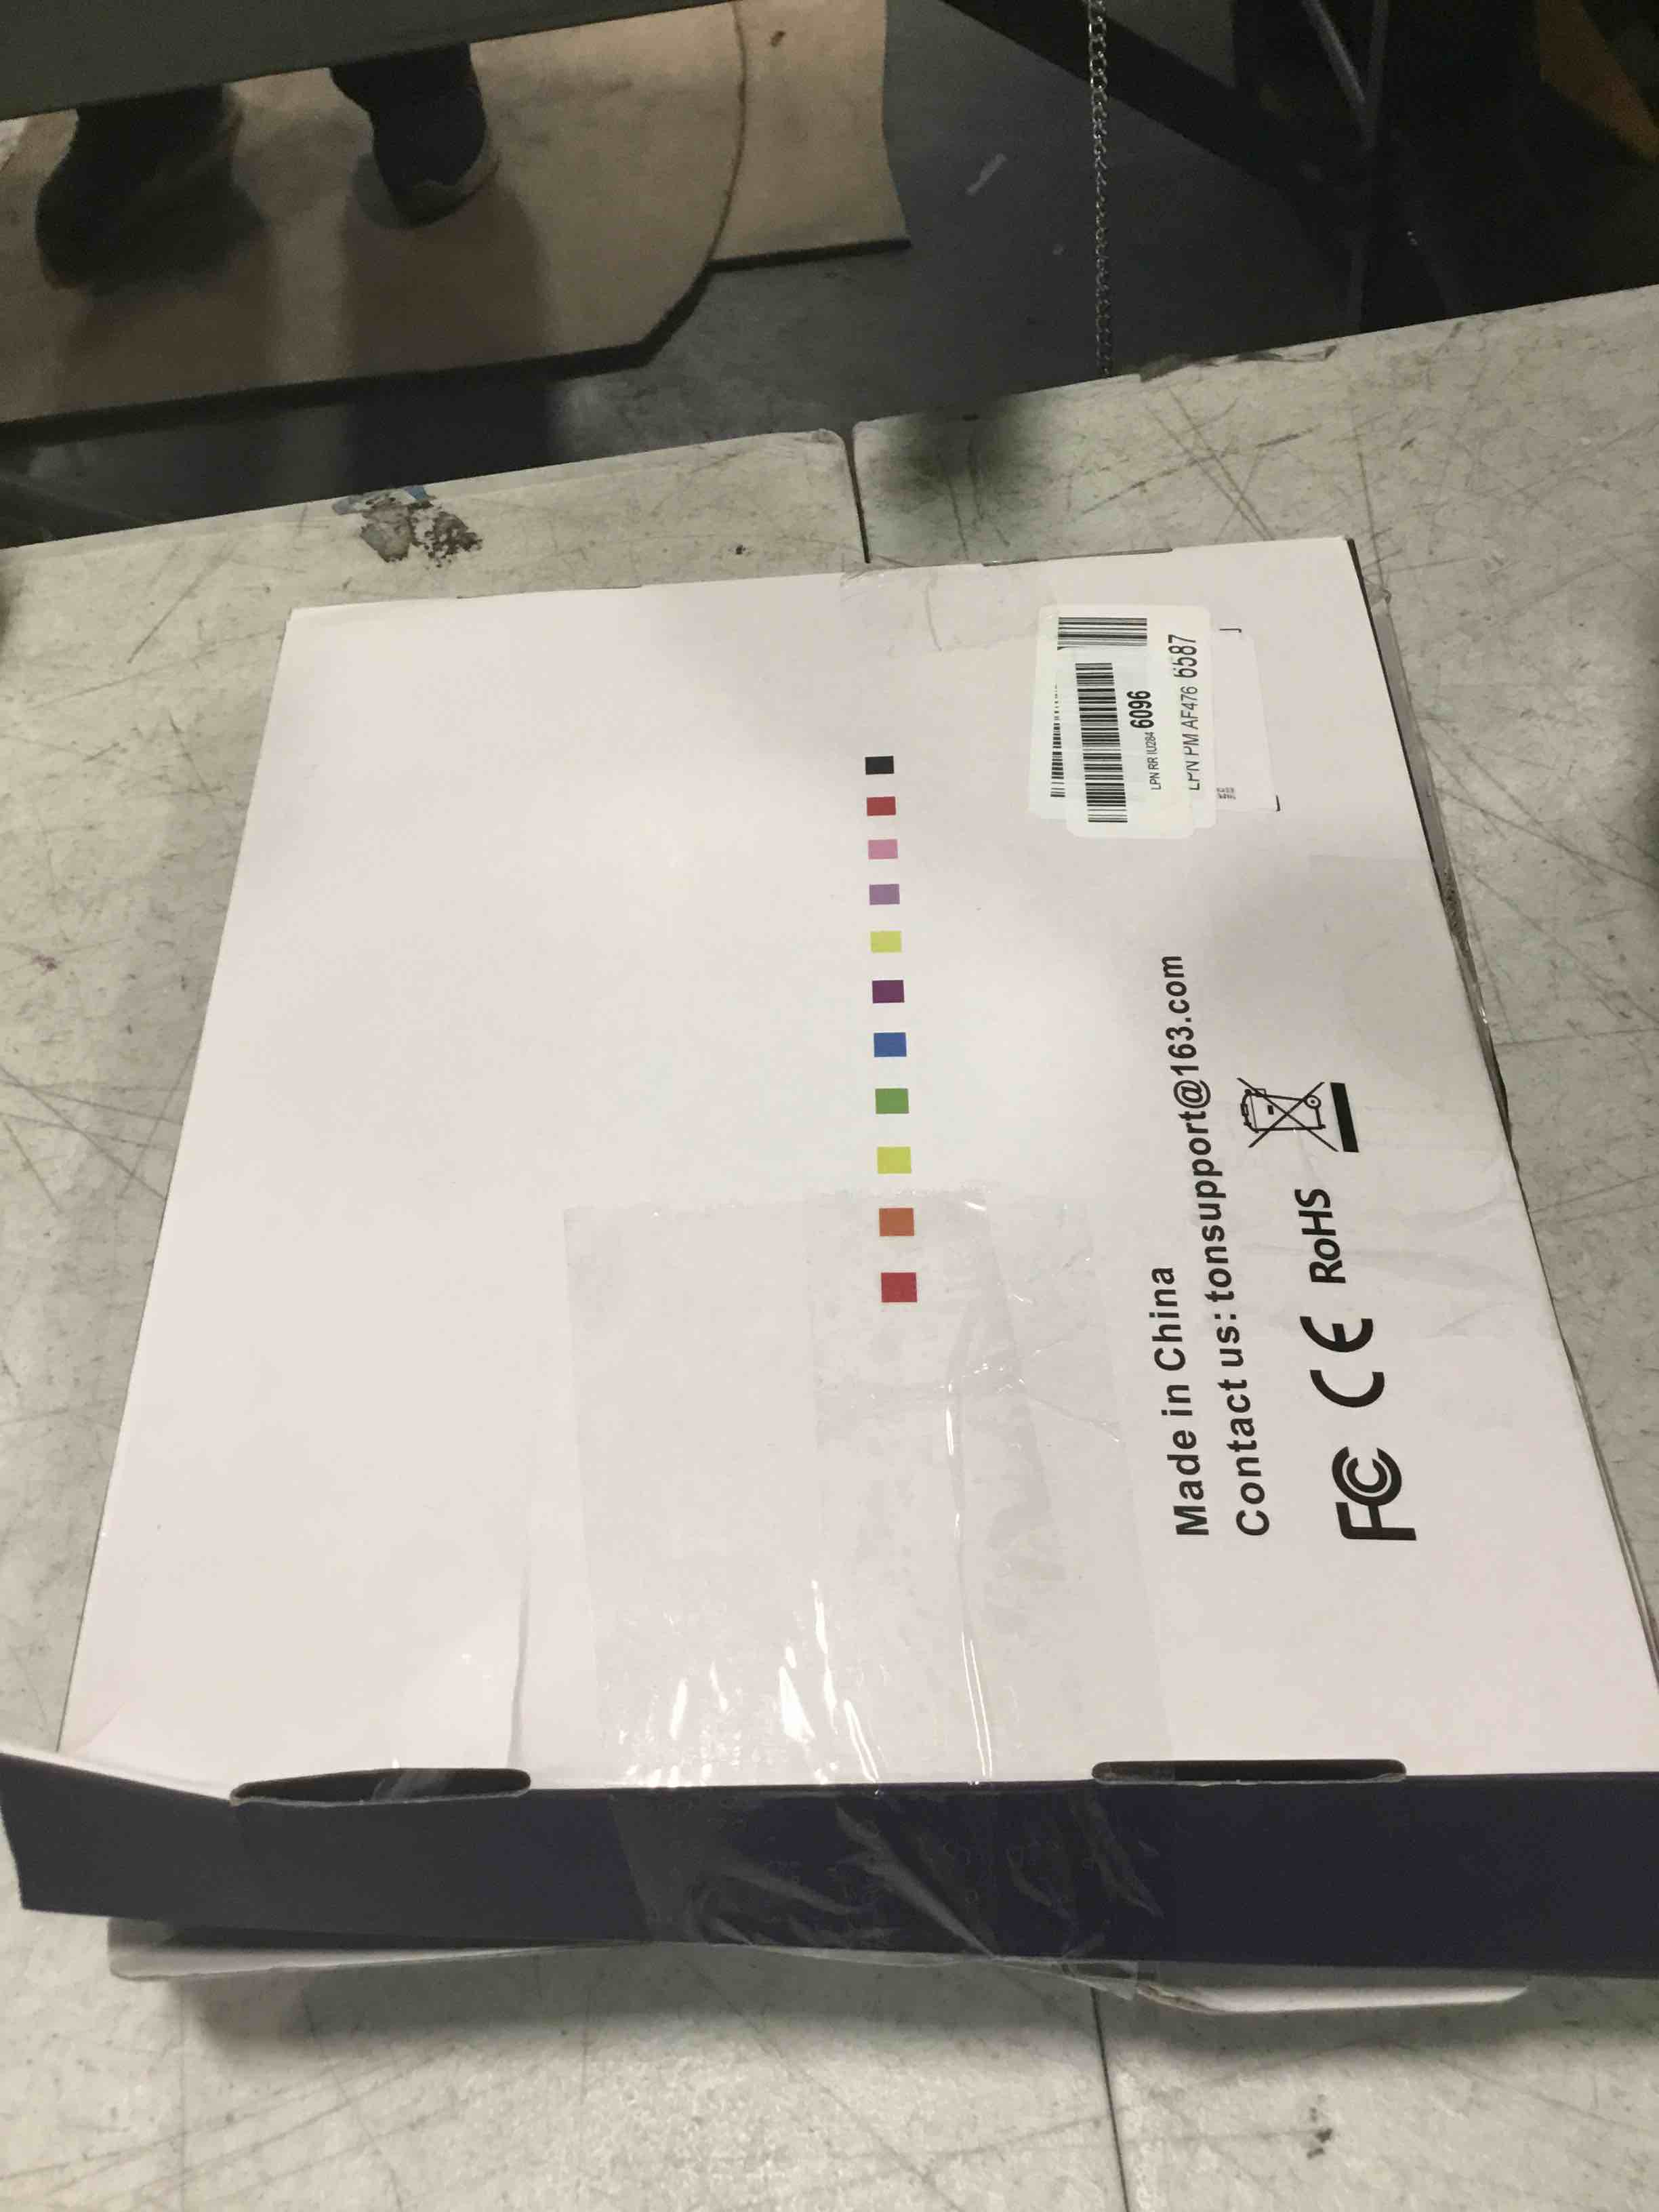 LPN RR IU284 6096
LPN PM AF476 6587
Made in China
Contact us: tonsupport@163.com
FC CE RoHS